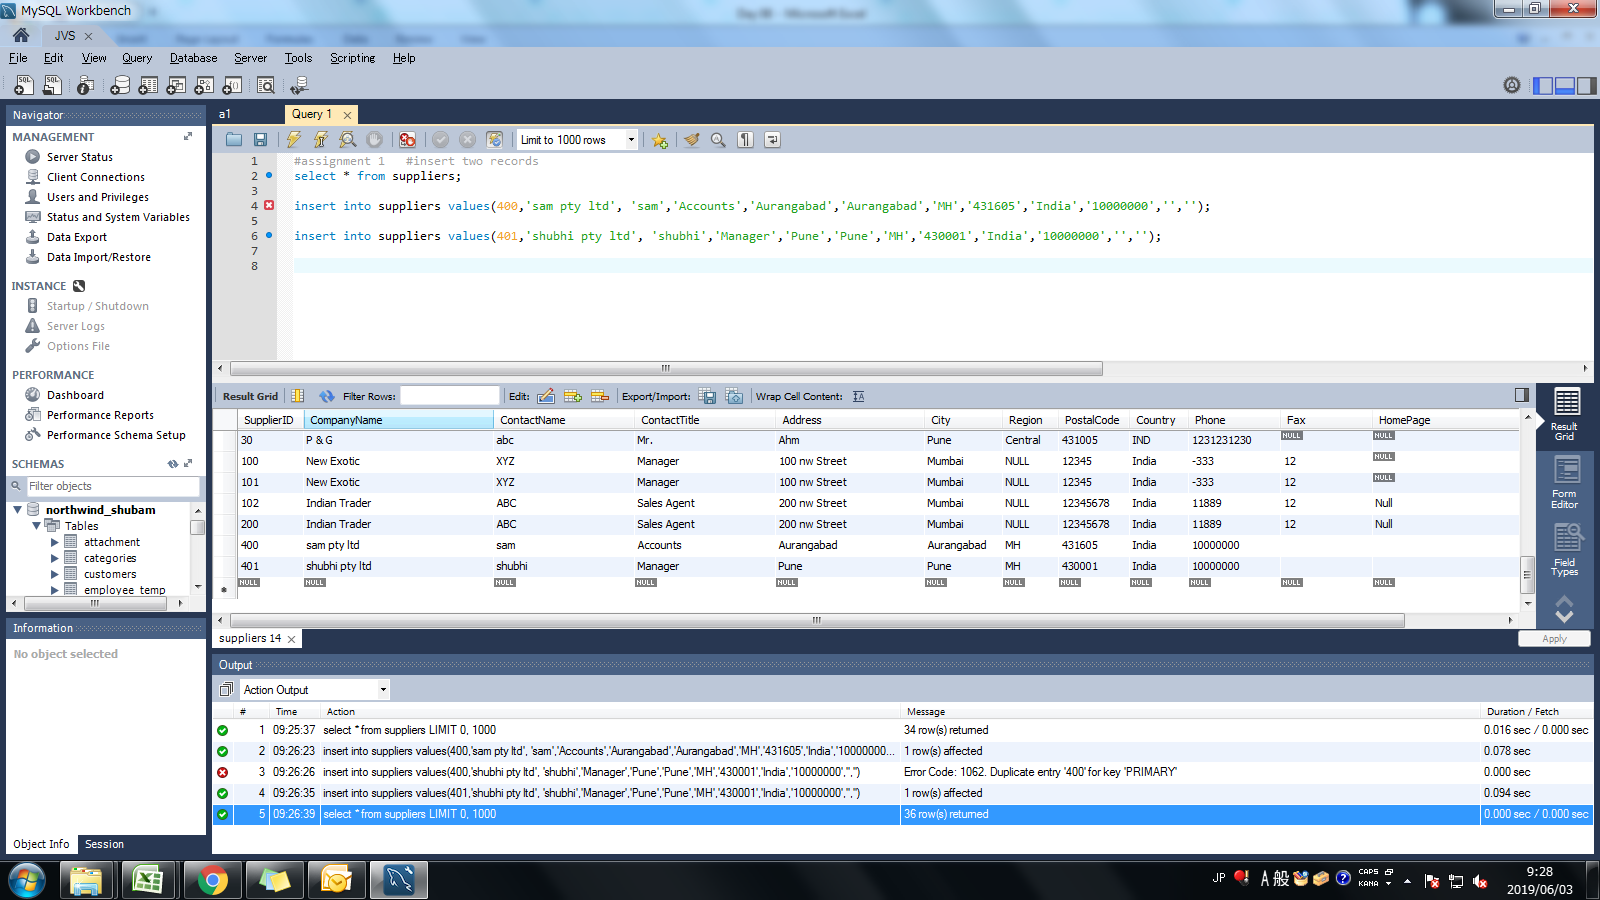 MySQL Workbench
JVS
File Edit View Query Database Server Tools Scripting Help
Navigator
MANAGEMENT
Server Status
Client Connections
Users and Privileges
Status and System Variables
Data Export
Data Import/Restore
INSTANCE
Startup / Shutdown
Server Logs
Options File
PERFORMANCE
Dashboard
Performance Reports
Performance Schema Setup
SCHEMAS
Filter objects
northwind_shubam
Tables
attachment
categories
customers
employee_temp
Information
No object selected
Object Info Session
a1 Query 1
Limit to 1000 rows
1 #assignment 1   #insert two records
2 select * from suppliers;
3
4 insert into suppliers values(400,'sam pty ltd', 'sam','Accounts','Aurangabad','Aurangabad','MH','431605','India','10000000','','');
5
6 insert into suppliers values(401,'shubhi pty ltd', 'shubhi','Manager','Pune','Pune','MH','430001','India','10000000','','');
7
8
Result Grid Filter Rows: Edit: Export/Import: Wrap Cell Content:
SupplierID CompanyName ContactName ContactTitle Address City Region PostalCode Country Phone Fax HomePage
30 P & G abc Mr. Ahm Pune Central 431005 IND 1231231230 NULL NULL
100 New Exotic XYZ Manager 100 nw Street Mumbai NULL 12345 India -333 12 NULL
101 New Exotic XYZ Manager 100 nw Street Mumbai NULL 12345 India -333 12 NULL
102 Indian Trader ABC Sales Agent 200 nw Street Mumbai NULL 12345678 India 11889 12 Null
200 Indian Trader ABC Sales Agent 200 nw Street Mumbai NULL 12345678 India 11889 12 Null
400 sam pty ltd sam Accounts Aurangabad Aurangabad MH 431605 India 10000000
401 shubhi pty ltd shubhi Manager Pune Pune MH 430001 India 10000000
NULL NULL NULL NULL NULL NULL NULL NULL NULL NULL NULL NULL
Result
Grid
Form
Editor
Field
Types
suppliers 14
Apply
Output
Action Output
# Time Action Message Duration / Fetch
1 09:25:37 select * from suppliers LIMIT 0, 1000 34 row(s) returned 0.016 sec / 0.000 sec
2 09:26:23 insert into suppliers values(400,'sam pty ltd', 'sam','Accounts','Aurangabad','Aurangabad','MH','431605','India','10000000... 1 row(s) affected 0.078 sec
3 09:26:26 insert into suppliers values(400,'shubhi pty ltd', 'shubhi','Manager','Pune','Pune','MH','430001','India','10000000','','') Error Code: 1062. Duplicate entry '400' for key 'PRIMARY' 0.000 sec
4 09:26:35 insert into suppliers values(401,'shubhi pty ltd', 'shubhi','Manager','Pune','Pune','MH','430001','India','10000000','','') 1 row(s) affected 0.094 sec
5 09:26:39 select * from suppliers LIMIT 0, 1000 36 row(s) returned 0.000 sec / 0.000 sec
JP A 般 CAPS KANA 9:28
2019/06/03